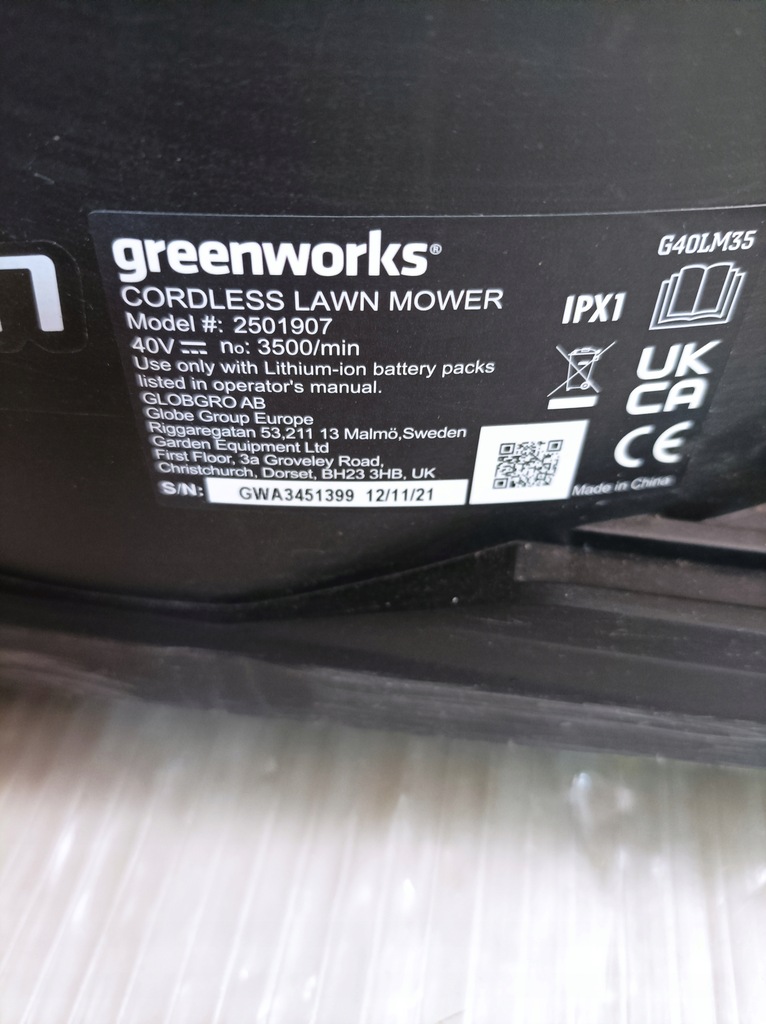 greenworks®
G40LM35
CORDLESS LAWN MOWER
IPX1
Model #: 2501907
40V n₀: 3500/min
Use only with Lithium-ion battery packs
listed in operator's manual.
GLOBGRO AB
Globe Group Europe
Riggaregatan 53,211 13 Malmö,Sweden
Garden Equipment Ltd
First Floor, 3a Groveley Road,
Christchurch, Dorset, BH23 3HB, UK
S/N: GWA3451399 12/11/21
UK
CA
CE
Made in China